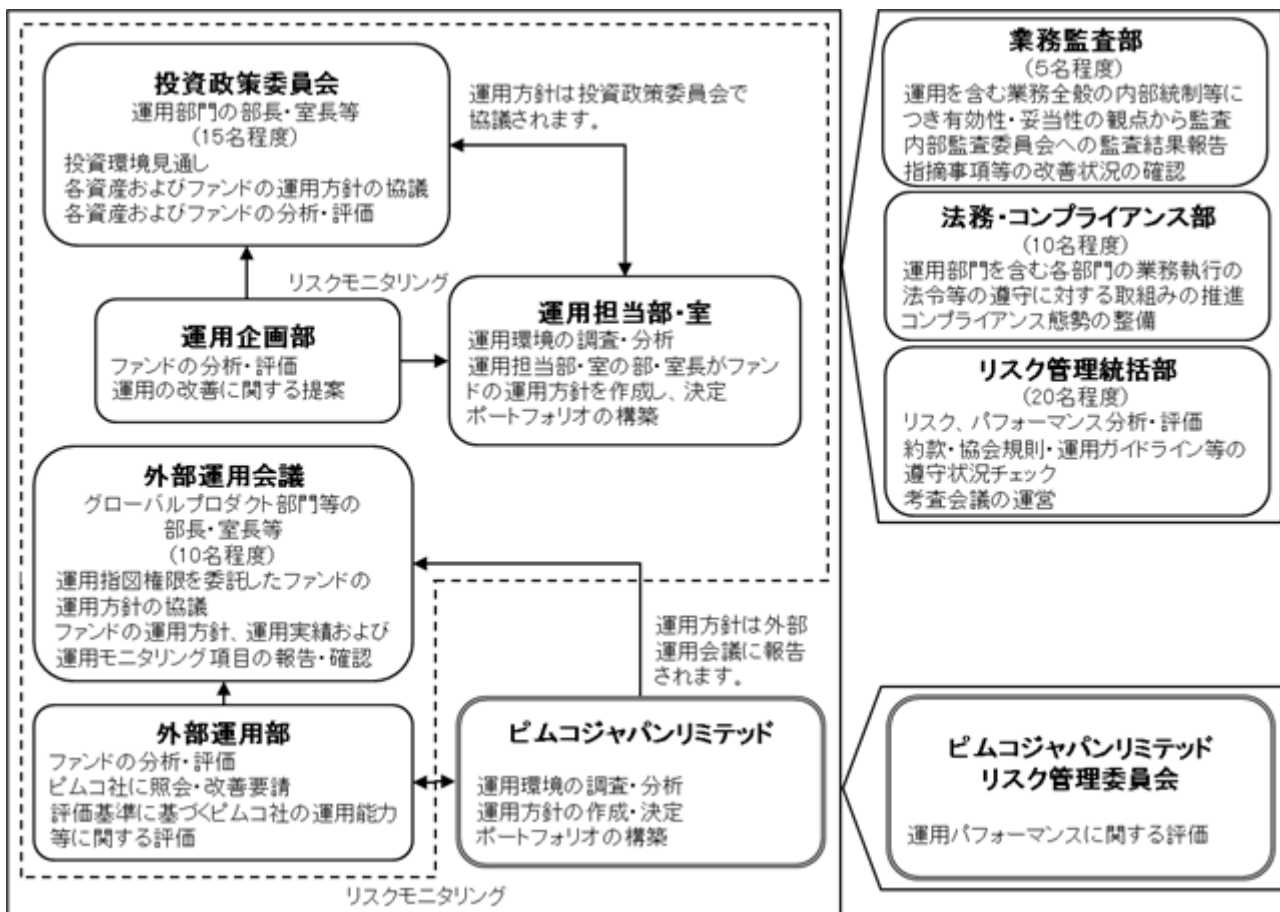 投資政策委員会
運用部門の部長・室長等
(15名程度)
投資環境見通し
各資産およびファンドの運用方針の協議
各資産およびファンドの分析・評価
運用方針は投資政策委員会で
協議されます。
リスクモニタリング
運用企画部
ファンドの分析・評価
運用の改善に関する提案
運用担当部・室
運用環境の調査・分析
運用担当部・室の部・室長がファン
ドの運用方針を作成し、決定
ポートフォリオの構築
外部運用会議
グローバルプロダクト部門等の
部長・室長等
(10名程度)
運用指図権限を委託したファンドの
運用方針の協議
ファンドの運用方針、運用実績および
運用モニタリング項目の報告・確認
運用方針は外部
運用会議に報告
されます。
外部運用部
ファンドの分析・評価
ピムコ社に照会・改善要請
評価基準に基づくピムコ社の運用能力
等に関する評価
ピムコジャパンリミテッド
運用環境の調査・分析
運用方針の作成・決定
ポートフォリオの構築
リスクモニタリング
業務監査部
(5名程度)
運用を含む業務全般の内部統制等に
つき有効性・妥当性の観点から監査
内部監査委員会への監査結果報告
指摘事項等の改善状況の確認
法務・コンプライアンス部
(10名程度)
運用部門を含む各部門の業務執行の
法令等の遵守に対する取組みの推進
コンプライアンス態勢の整備
リスク管理統括部
(20名程度)
リスク、パフォーマンス分析・評価
約款・協会規則・運用ガイドライン等の
遵守状況チェック
考査会議の運営
ピムコジャパンリミテッド
リスク管理委員会
運用パフォーマンスに関する評価